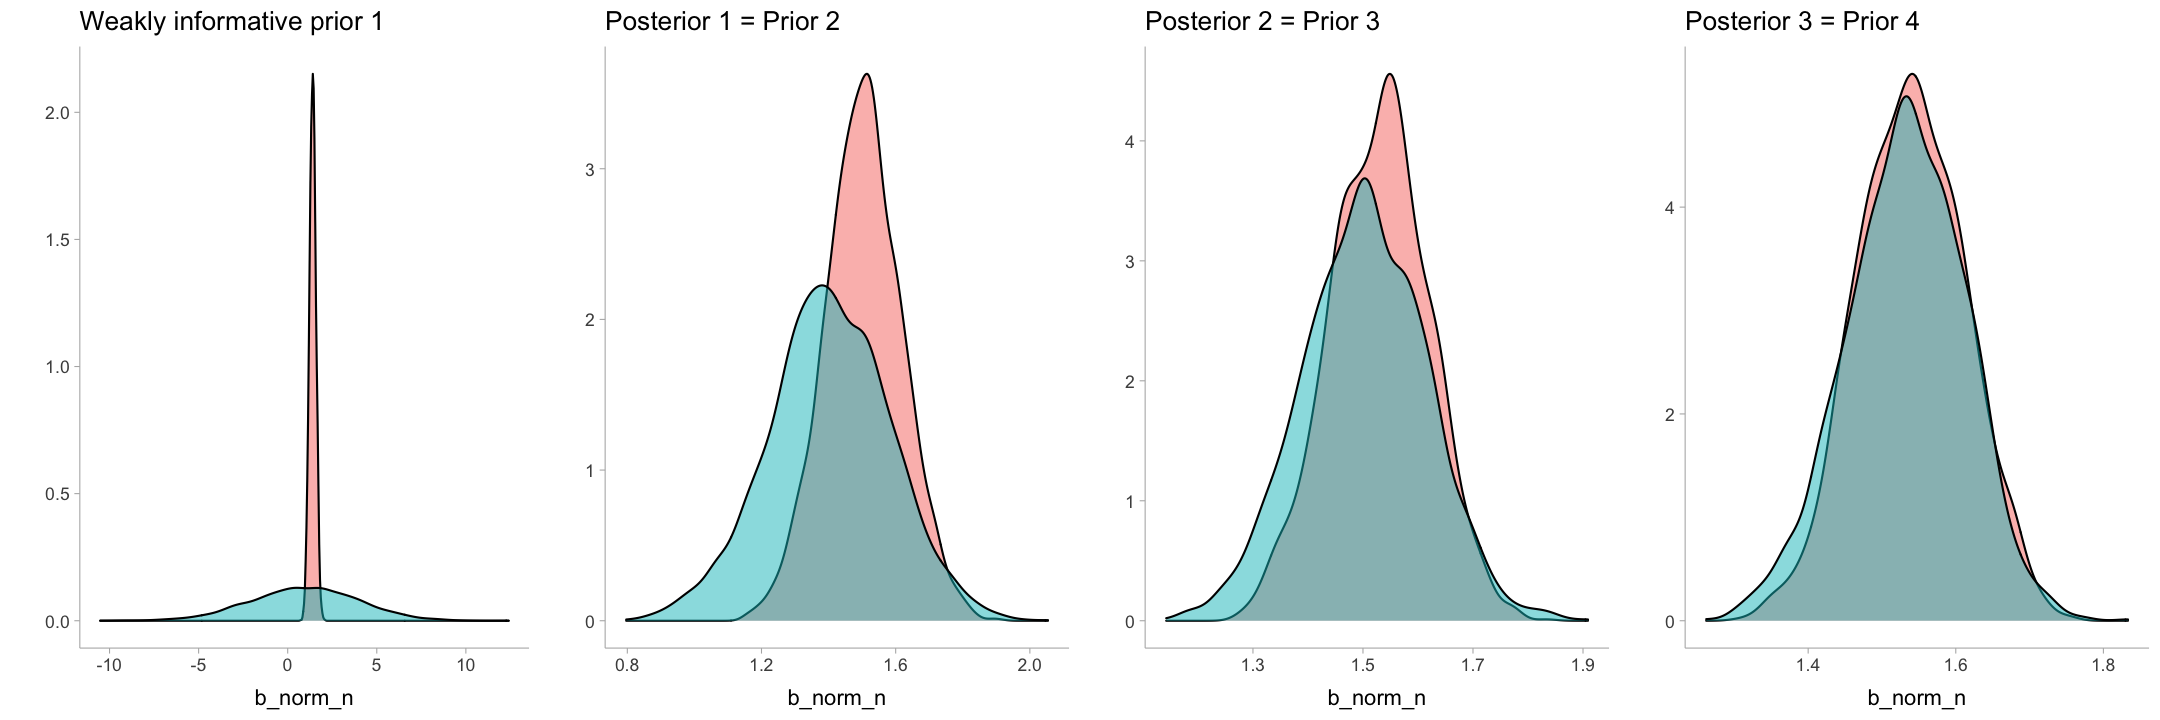 Weakly informative prior 1
2.0
1.5
1.0
0.5
0.0
-10 -5 0 5 10
b_norm_n
Posterior 1 = Prior 2
3
2
1
0
0.8 1.2 1.6 2.0
b_norm_n
Posterior 2 = Prior 3
4
3
2
1
0
1.3 1.5 1.7 1.9
b_norm_n
Posterior 3 = Prior 4
4
2
0
1.4 1.6 1.8
b_norm_n